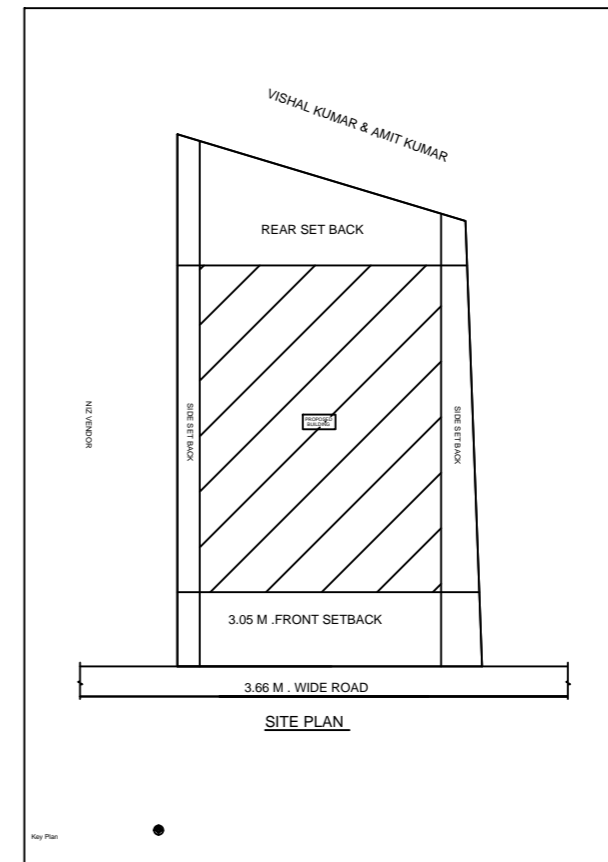 VISHAL KUMAR & AMIT KUMAR
REAR SET BACK
NIZ VENDOR
SIDE SET BACK
PROPOSED
BUILDING
SIDE SET BACK
3.05 M .FRONT SETBACK
3.66 M . WIDE ROAD
SITE PLAN
Key Plan